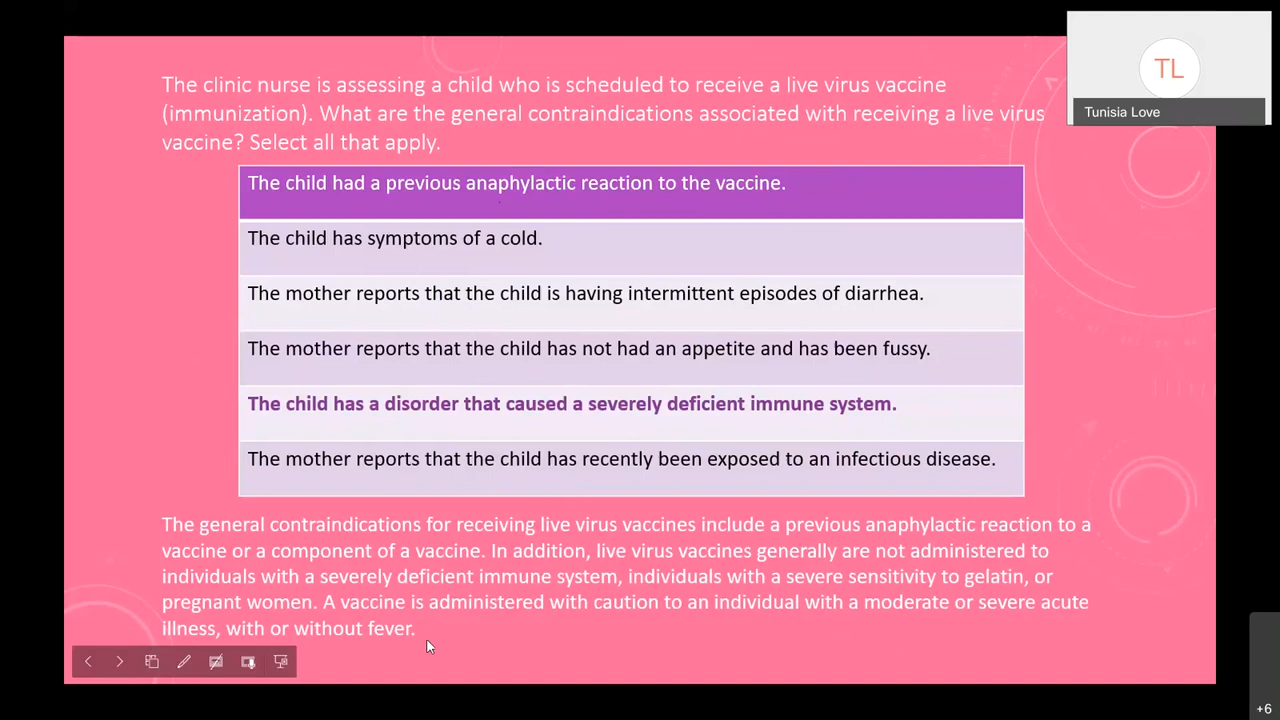 The clinic nurse is assessing a child who is scheduled to receive a live virus vaccine
(immunization). What are the general contraindications associated with receiving a live virus
vaccine? Select all that apply.
TL
Tunisia Love
The child had a previous anaphylactic reaction to the vaccine.
The child has symptoms of a cold.
The mother reports that the child is having intermittent episodes of diarrhea.
The mother reports that the child has not had an appetite and has been fussy.
The child has a disorder that caused a severely deficient immune system.
The mother reports that the child has recently been exposed to an infectious disease.
The general contraindications for receiving live virus vaccines include a previous anaphylactic reaction to a
vaccine or a component of a vaccine. In addition, live virus vaccines generally are not administered to
individuals with a severely deficient immune system, individuals with a severe sensitivity to gelatin, or
pregnant women. A vaccine is administered with caution to an individual with a moderate or severe acute
illness, with or without fever.
+6